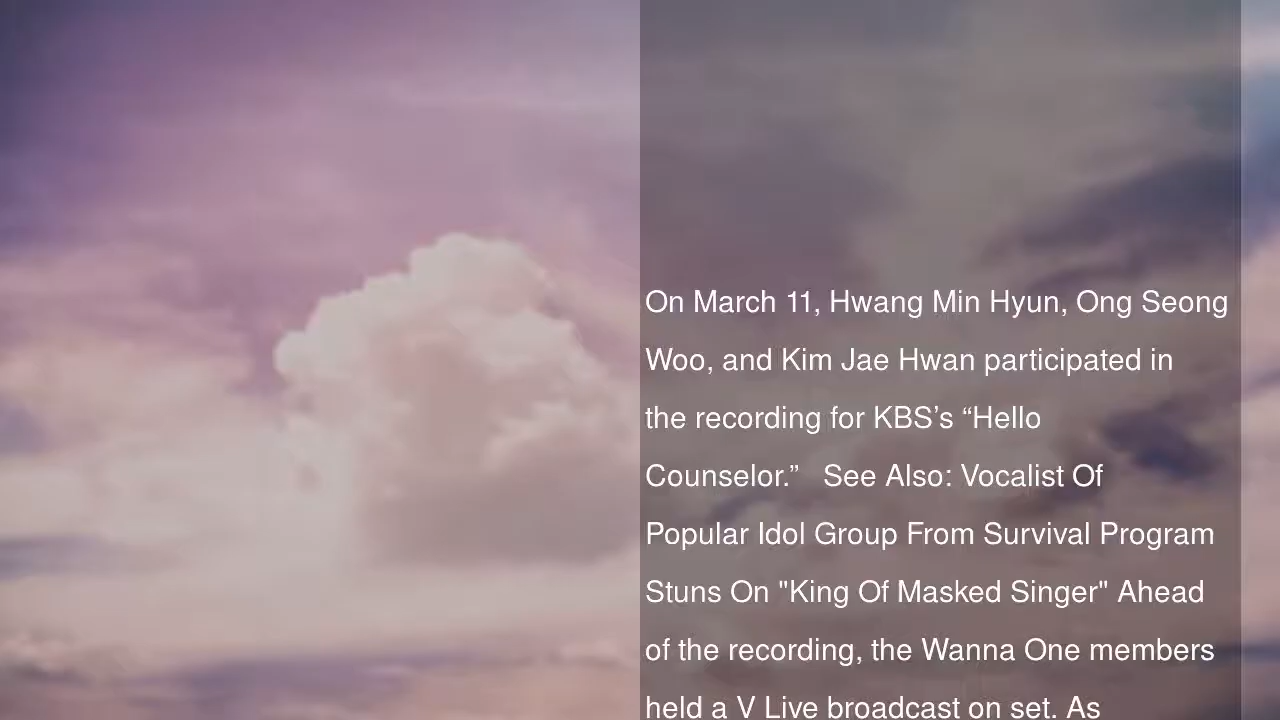 On March 11, Hwang Min Hyun, Ong Seong
Woo, and Kim Jae Hwan participated in
the recording for KBS’s “Hello
Counselor.”   See Also: Vocalist Of
Popular Idol Group From Survival Program
Stuns On "King Of Masked Singer" Ahead
of the recording, the Wanna One members
held a V Live broadcast on set. As